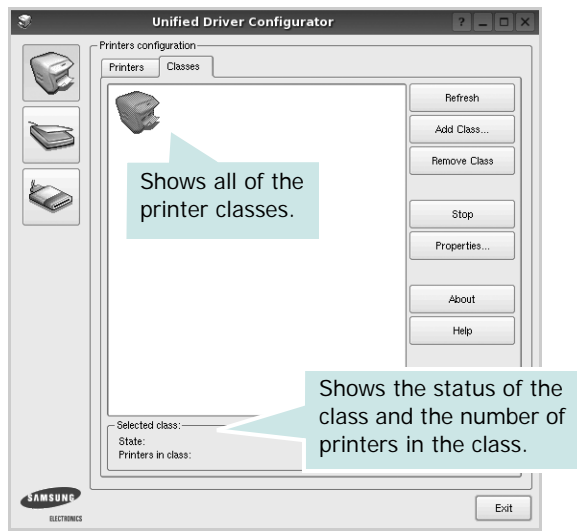 Unified Driver Configurator
? _ □ X
Printers configuration
Printers Classes
Refresh
Add Class...
Remove Class
Shows all of the
printer classes.
Stop
Properties...
About
Help
Shows the status of the
class and the number of
printers in the class.
Selected class:
State:
Printers in class:
SAMSUNG
ELECTRONICS
Exit